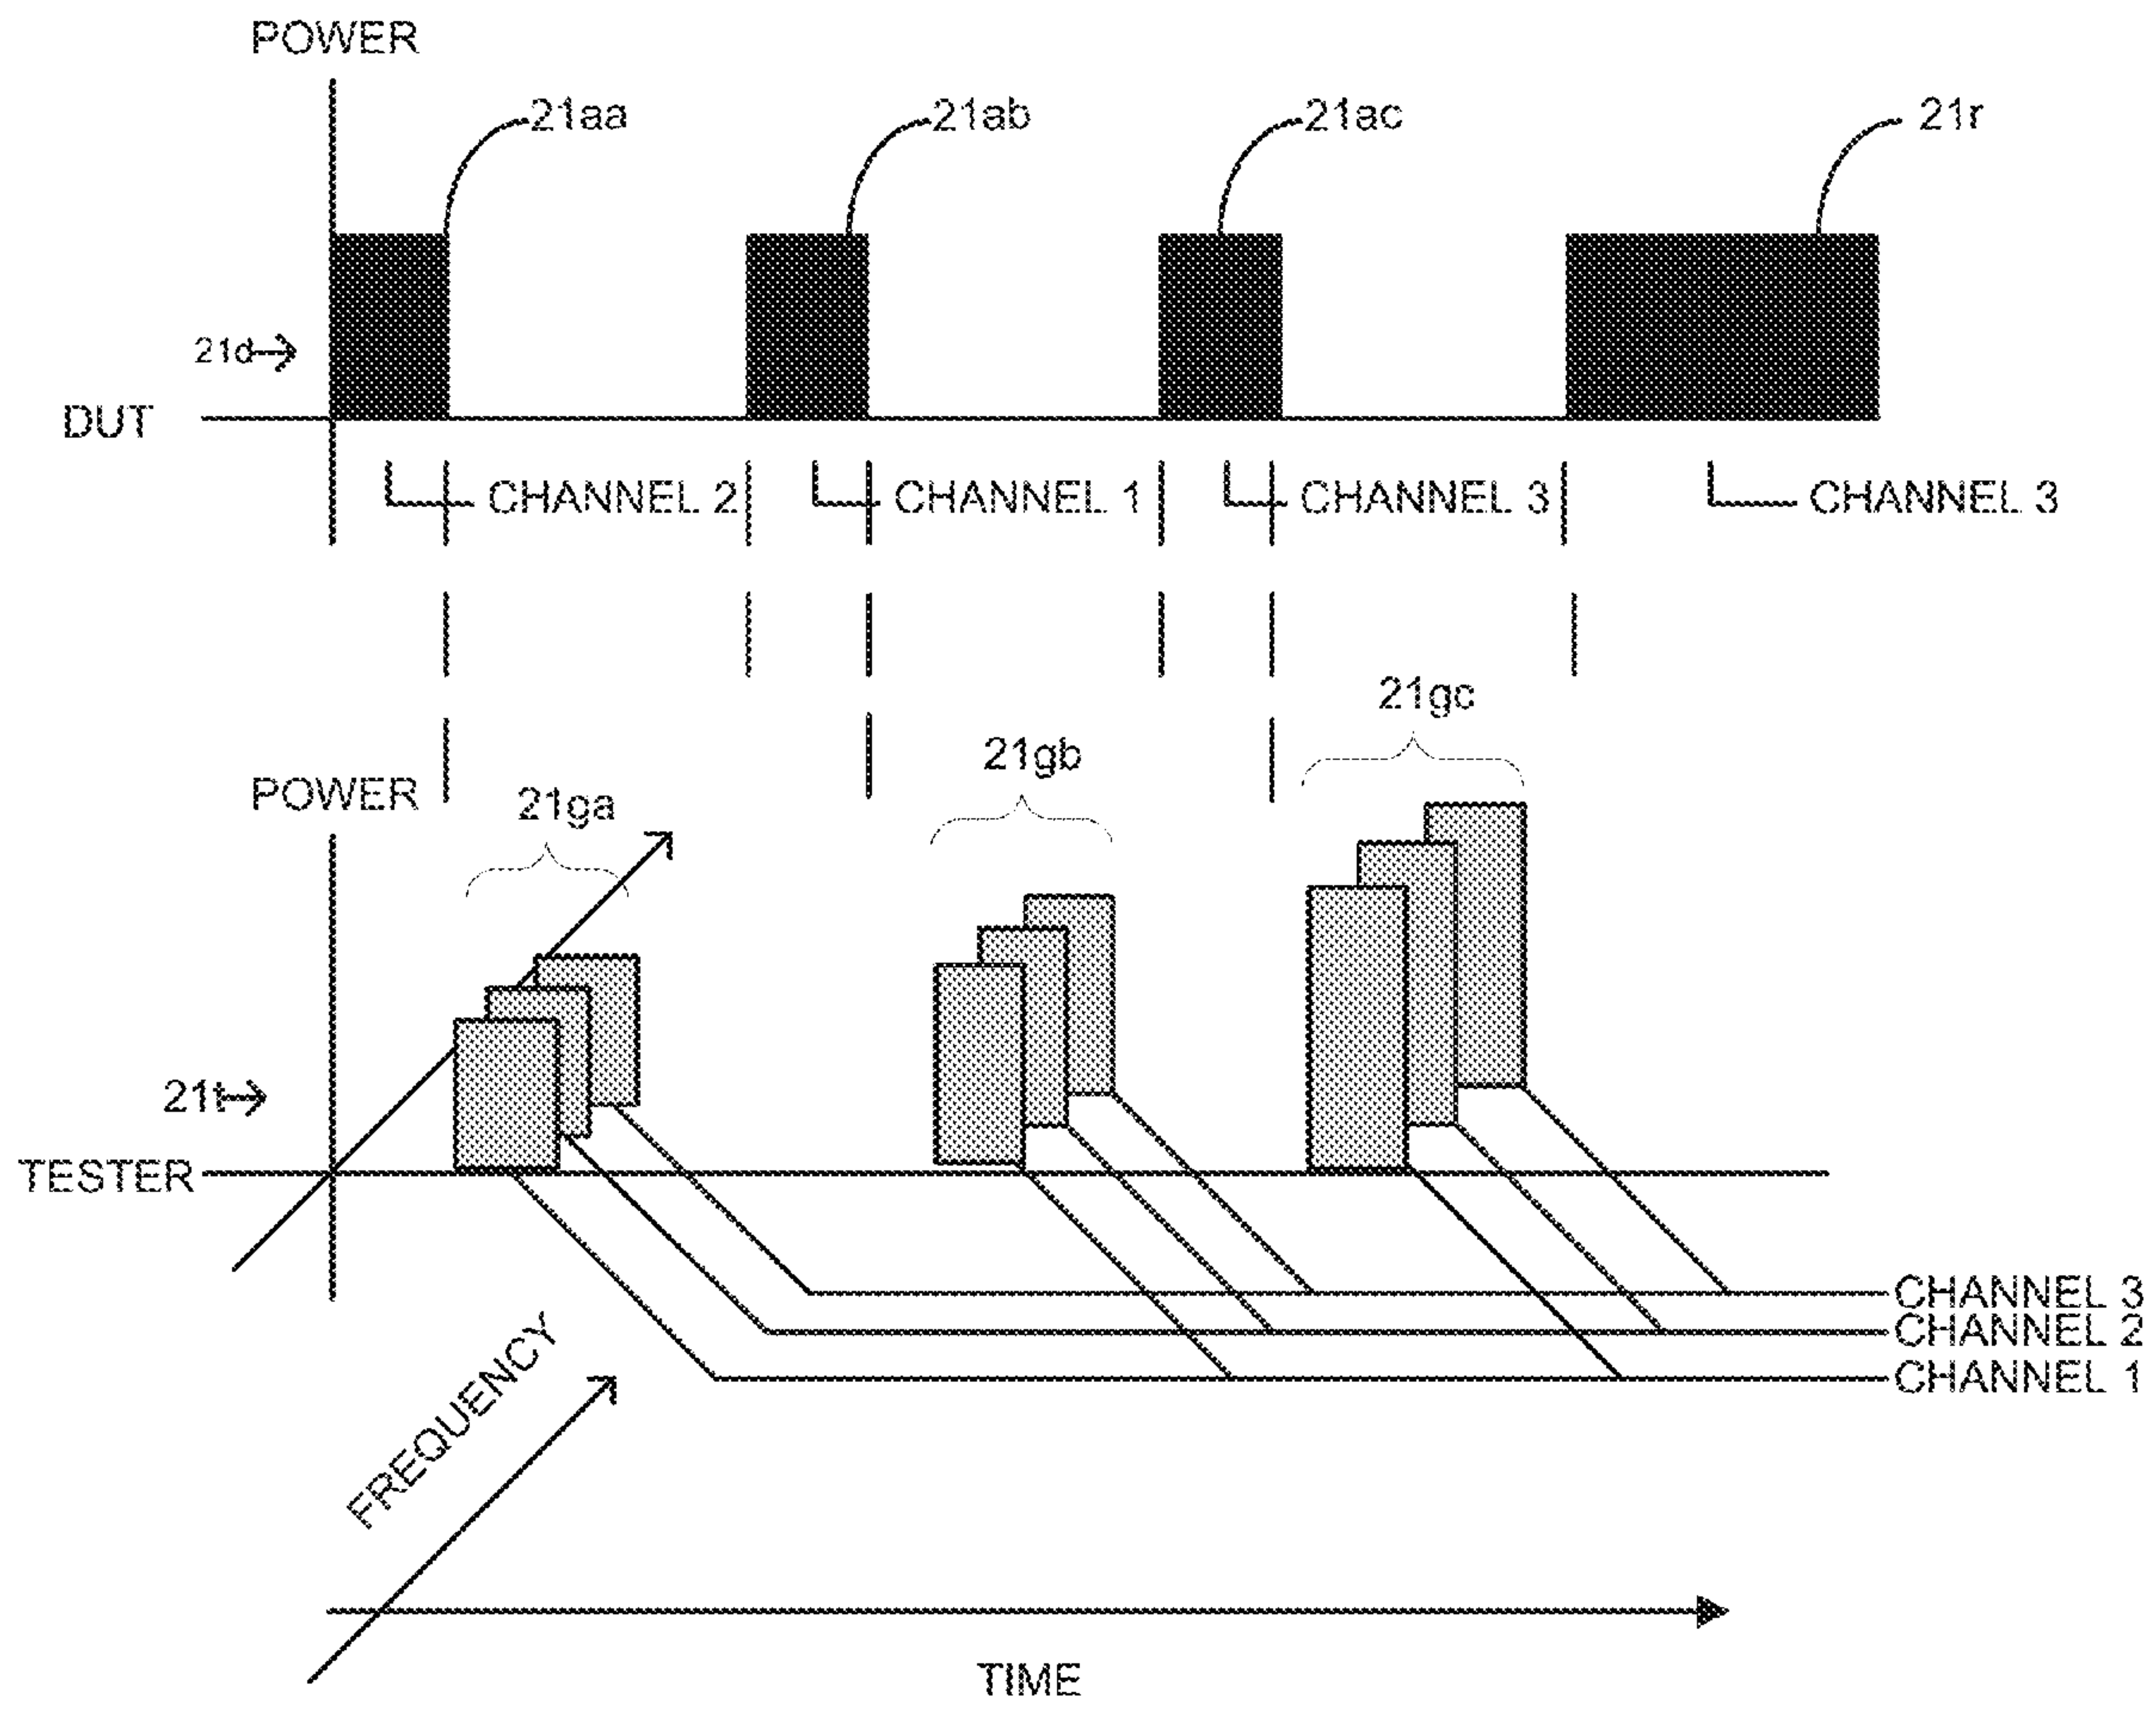 POWER
21aa
21ab
21ac
21r
21d
DUT
CHANNEL 2
CHANNEL 1
CHANNEL 3
CHANNEL 3
21gc
21gb
POWER
21ga
21t
TESTER
CHANNEL 3
CHANNEL 2
CHANNEL 1
FREQUENCY
TIME